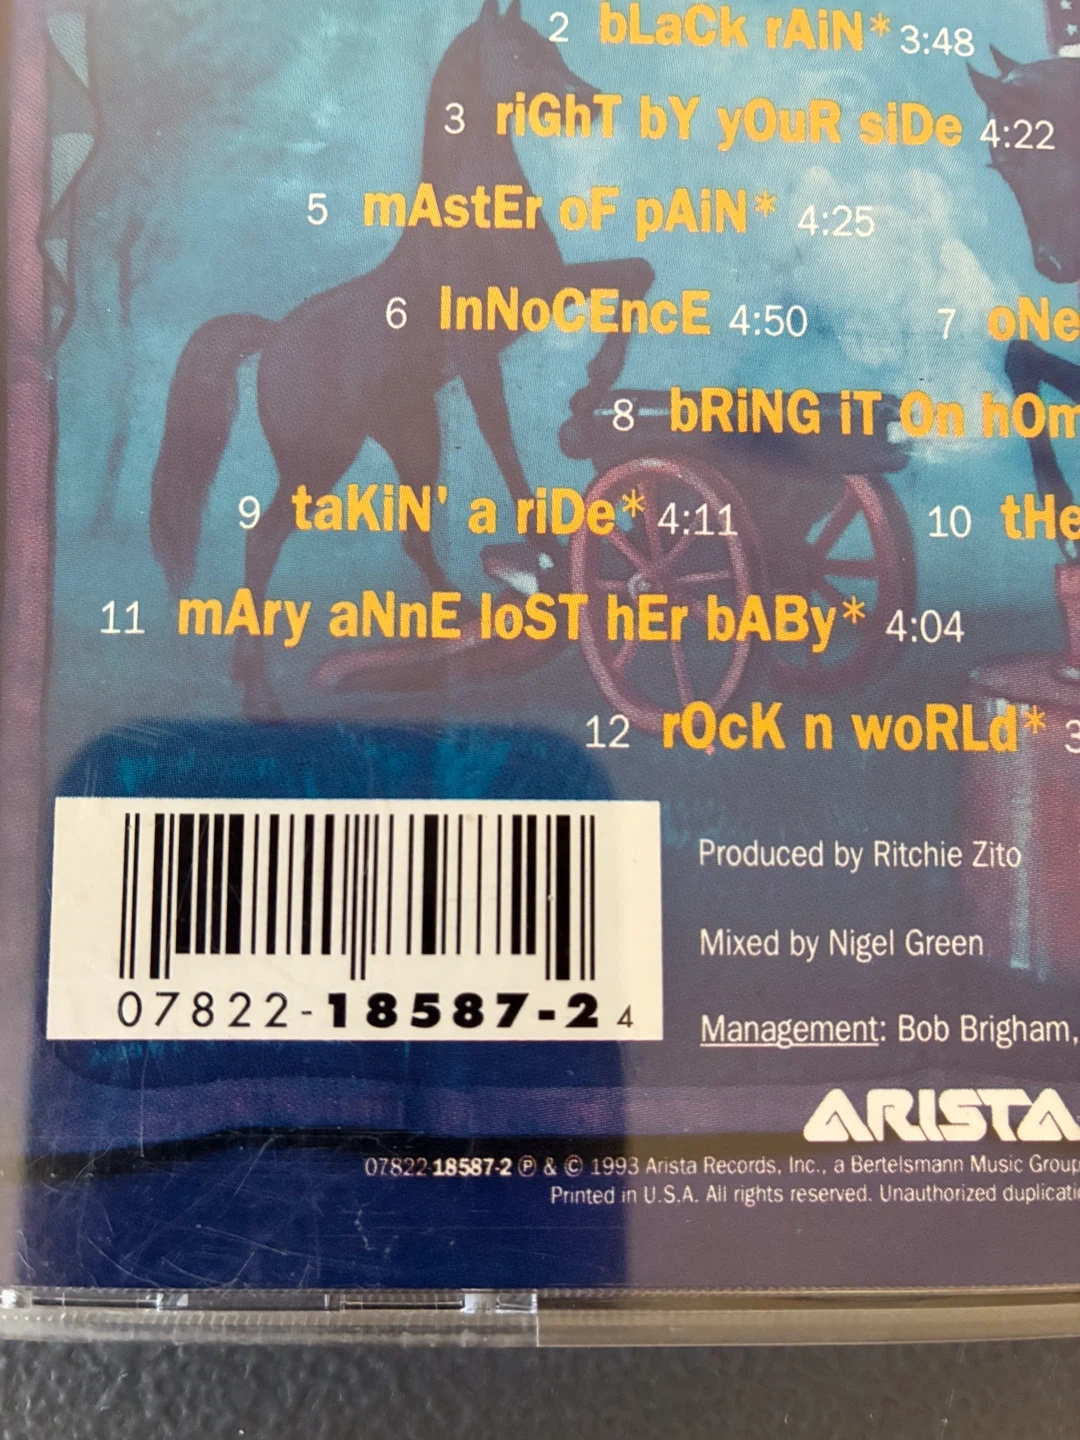 2 bLaCk rAiN* 3:48
3 riGhT bY yOuR siDe 4:22
5 mAstEr oF pAiN* 4:25
6 InNoCEncE 4:50 7 oNe
8 bRiNG iT On hOm
9 taKiN' a riDe* 4:11 10 tHe
11 mAry aNnE loST hEr bABy* 4:04
12 rOcK n woRLd* 3
07822-18587-2 4
Produced by Ritchie Zito
Mixed by Nigel Green
Management: Bob Brigham,
ARISTA
07822-18587-2 ℗ & © 1993 Arista Records, Inc., a Bertelsmann Music Group
Printed in U.S.A. All rights reserved. Unauthorized duplicati